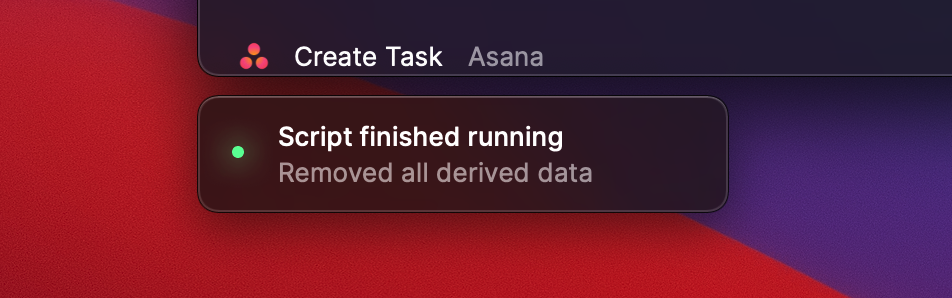 Create Task Asana
Script finished running
Removed all derived data